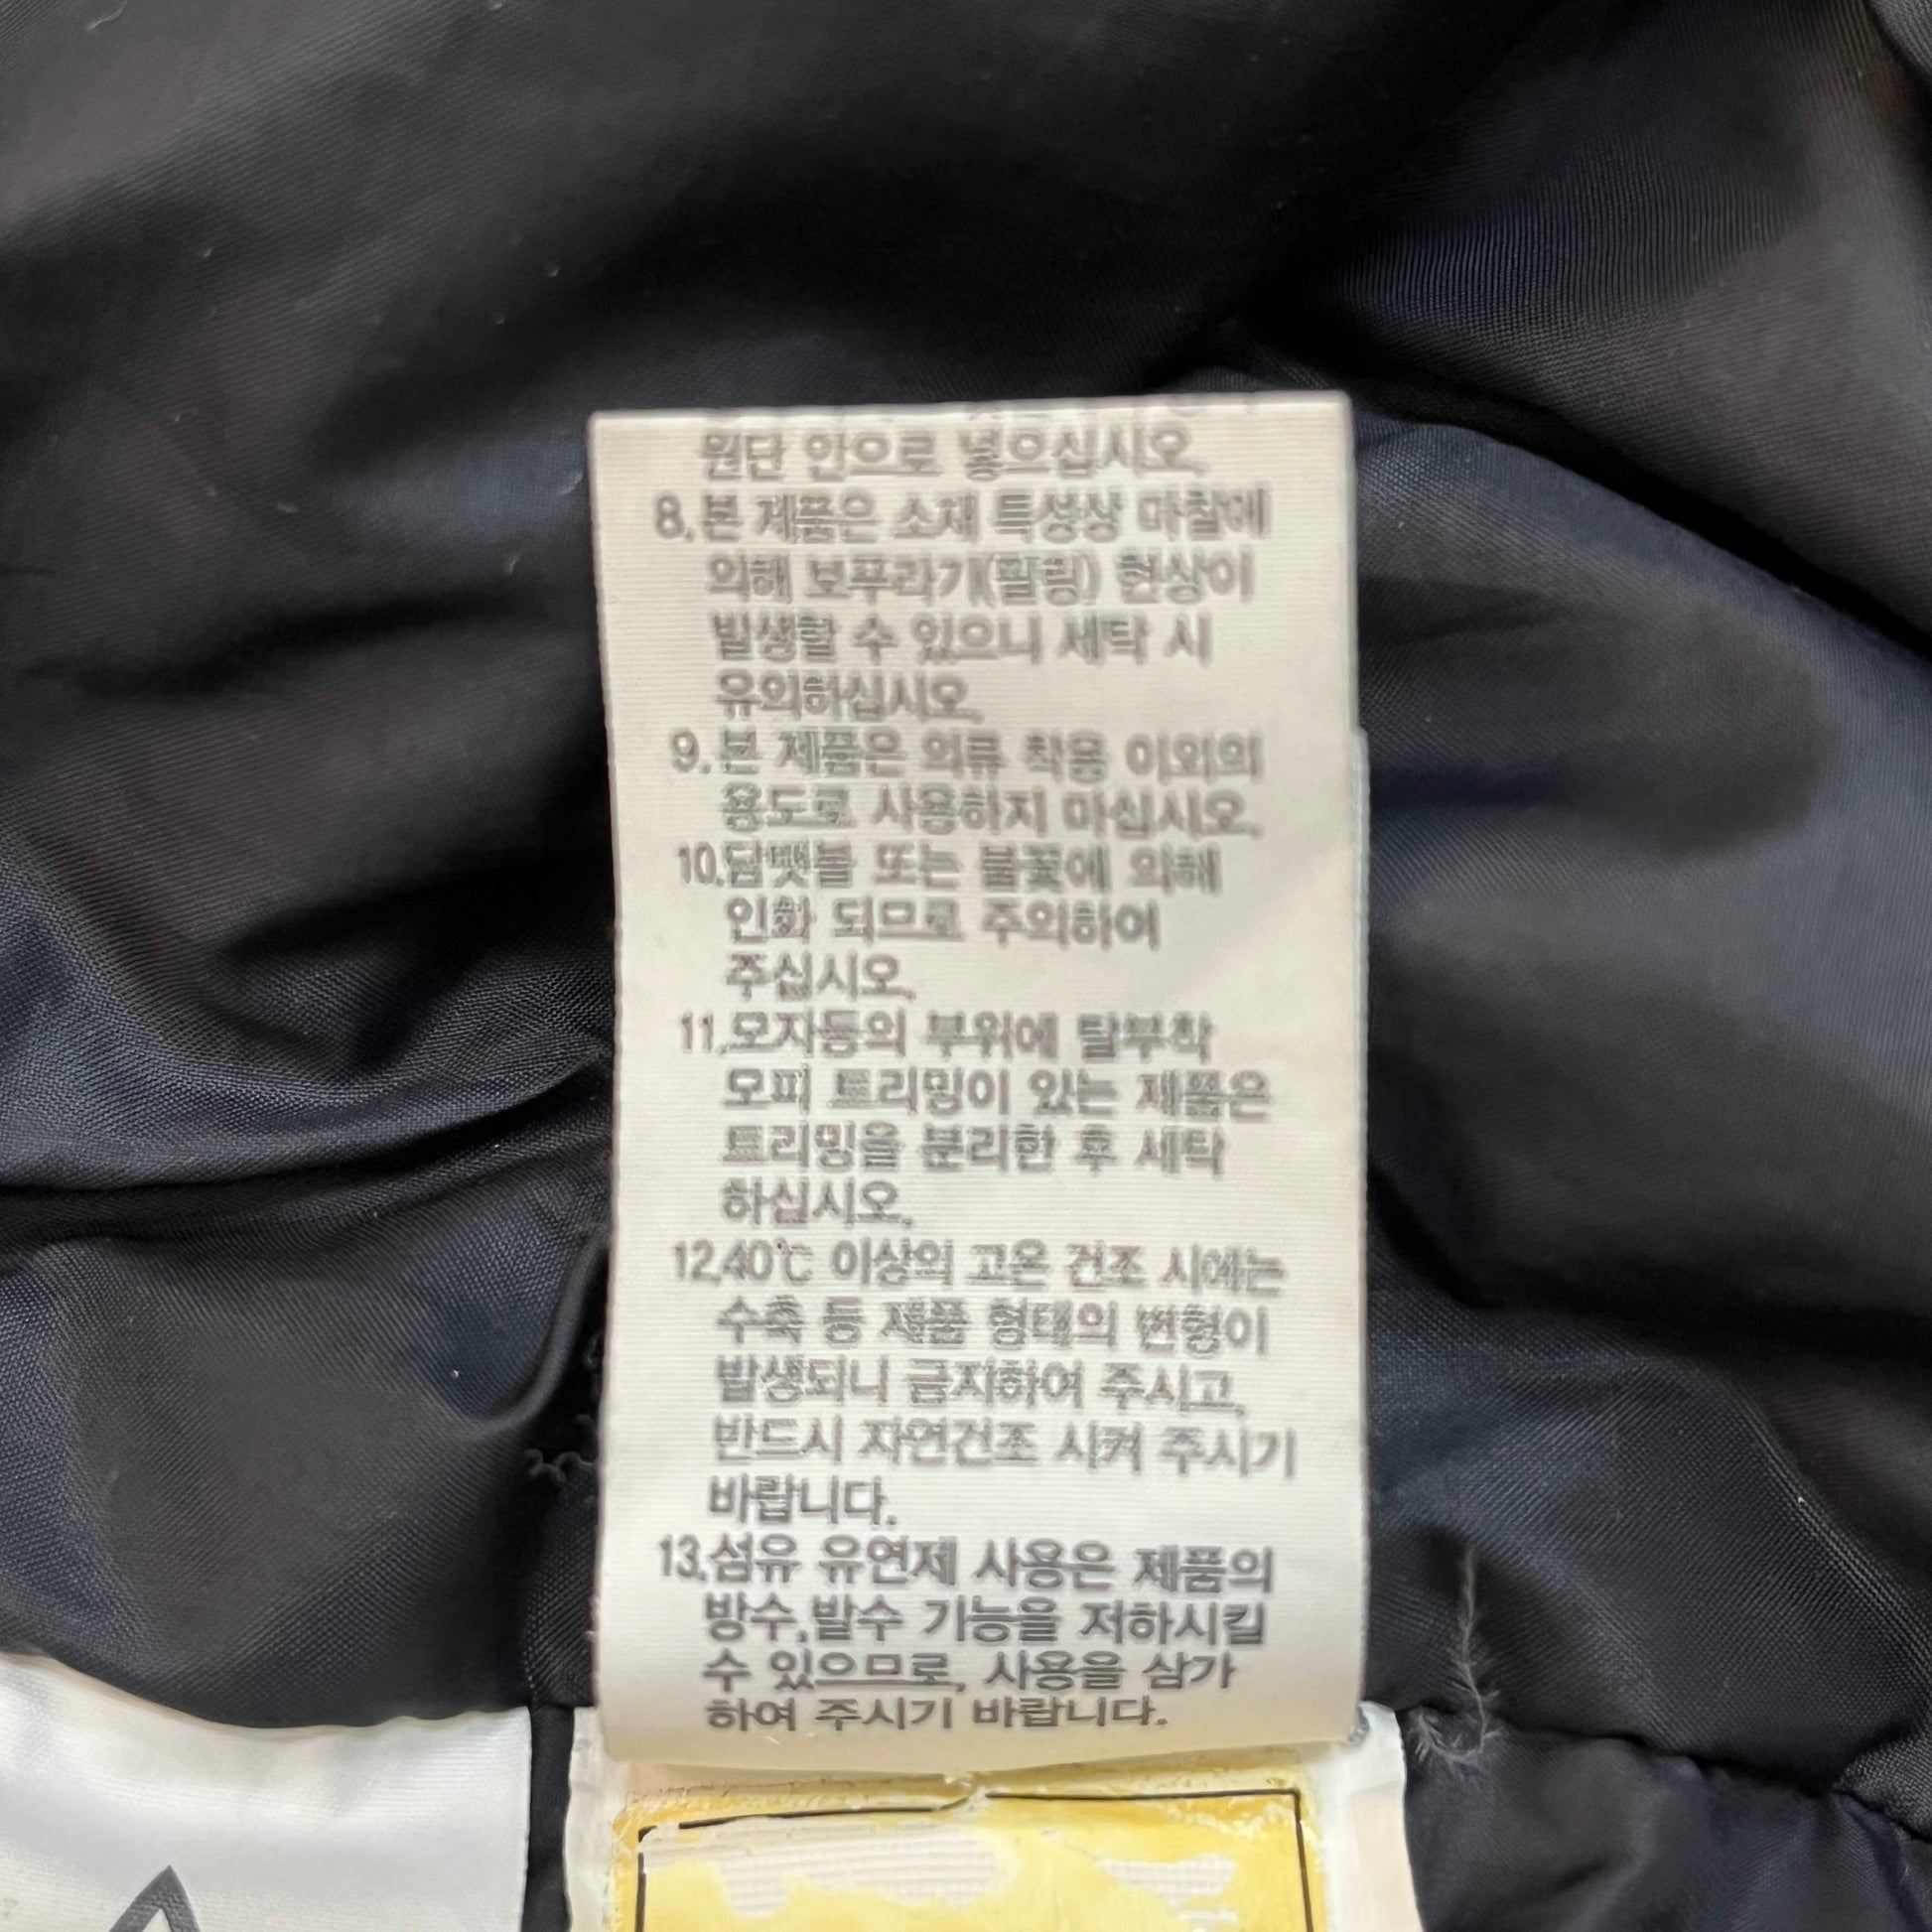 원단 안으로 넣으십시오.
8.본 제품은 소재 특성상 마찰에
의해 보푸라기(필링) 현상이
발생할 수 있으니 세탁 시
유의하십시오.
9.본 제품은 의류 착용 이외의
용도로 사용하지 마십시오.
10.담뱃불 또는 불꽃에 의해
인화 되므로 주의하여
주십시오.
11.모자등의 부위에 탈부착
모피 트리밍이 있는 제품은
트리밍을 분리한 후 세탁
하십시오.
12.40℃ 이상의 고온 건조 시에는
수축 등 제품 형태의 변형이
발생되니 금지하여 주시고,
반드시 자연건조 시켜 주시기
바랍니다.
13.섬유 유연제 사용은 제품의
방수,발수 기능을 저하시킬
수 있으므로, 사용을 삼가
하여 주시기 바랍니다.